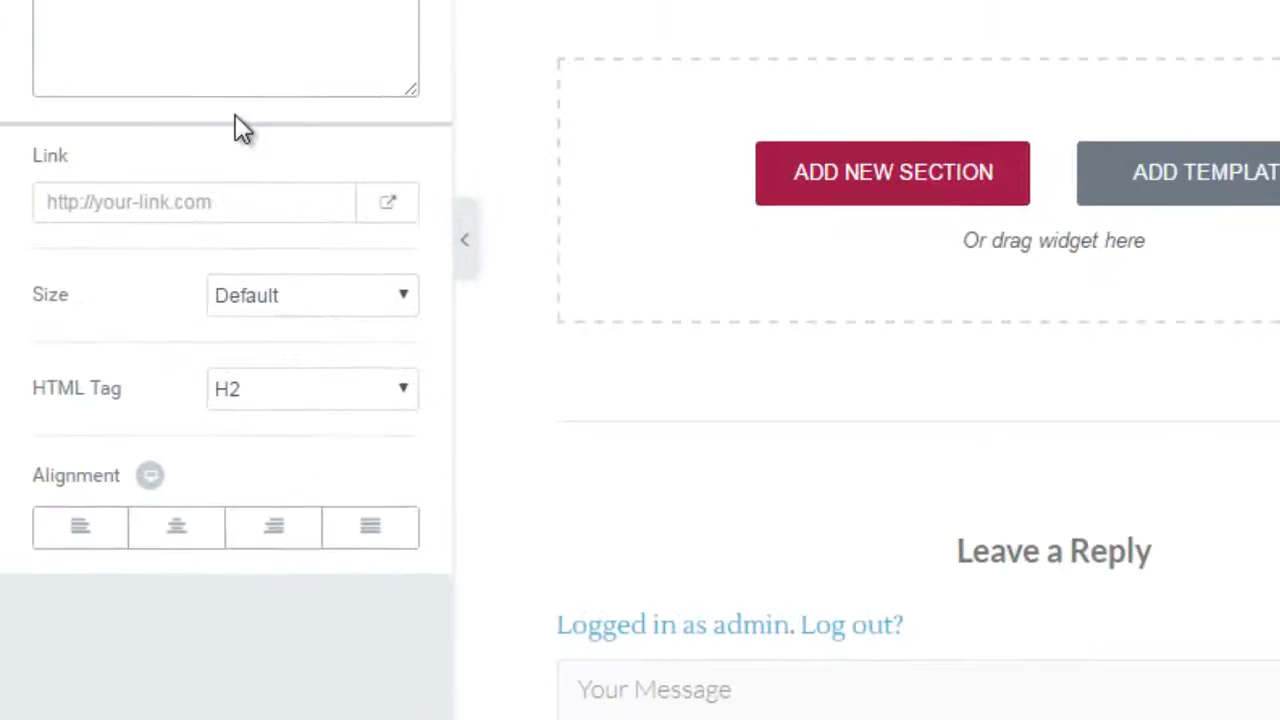 Link
http://your-link.com
Size
Default
HTML Tag
H2
Alignment
ADD NEW SECTION
ADD TEMPLAT
Or drag widget here
Leave a Reply
Logged in as admin. Log out?
Your Message